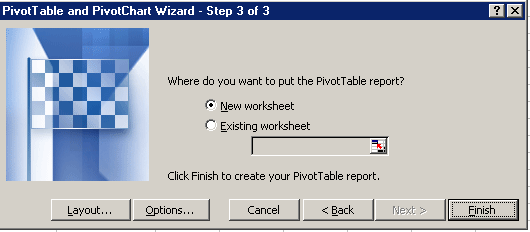 PivotTable and PivotChart Wizard - Step 3 of 3
Where do you want to put the PivotTable report?
New worksheet
Existing worksheet
Click Finish to create your PivotTable report.
Layout... Options... Cancel < Back Next > Finish